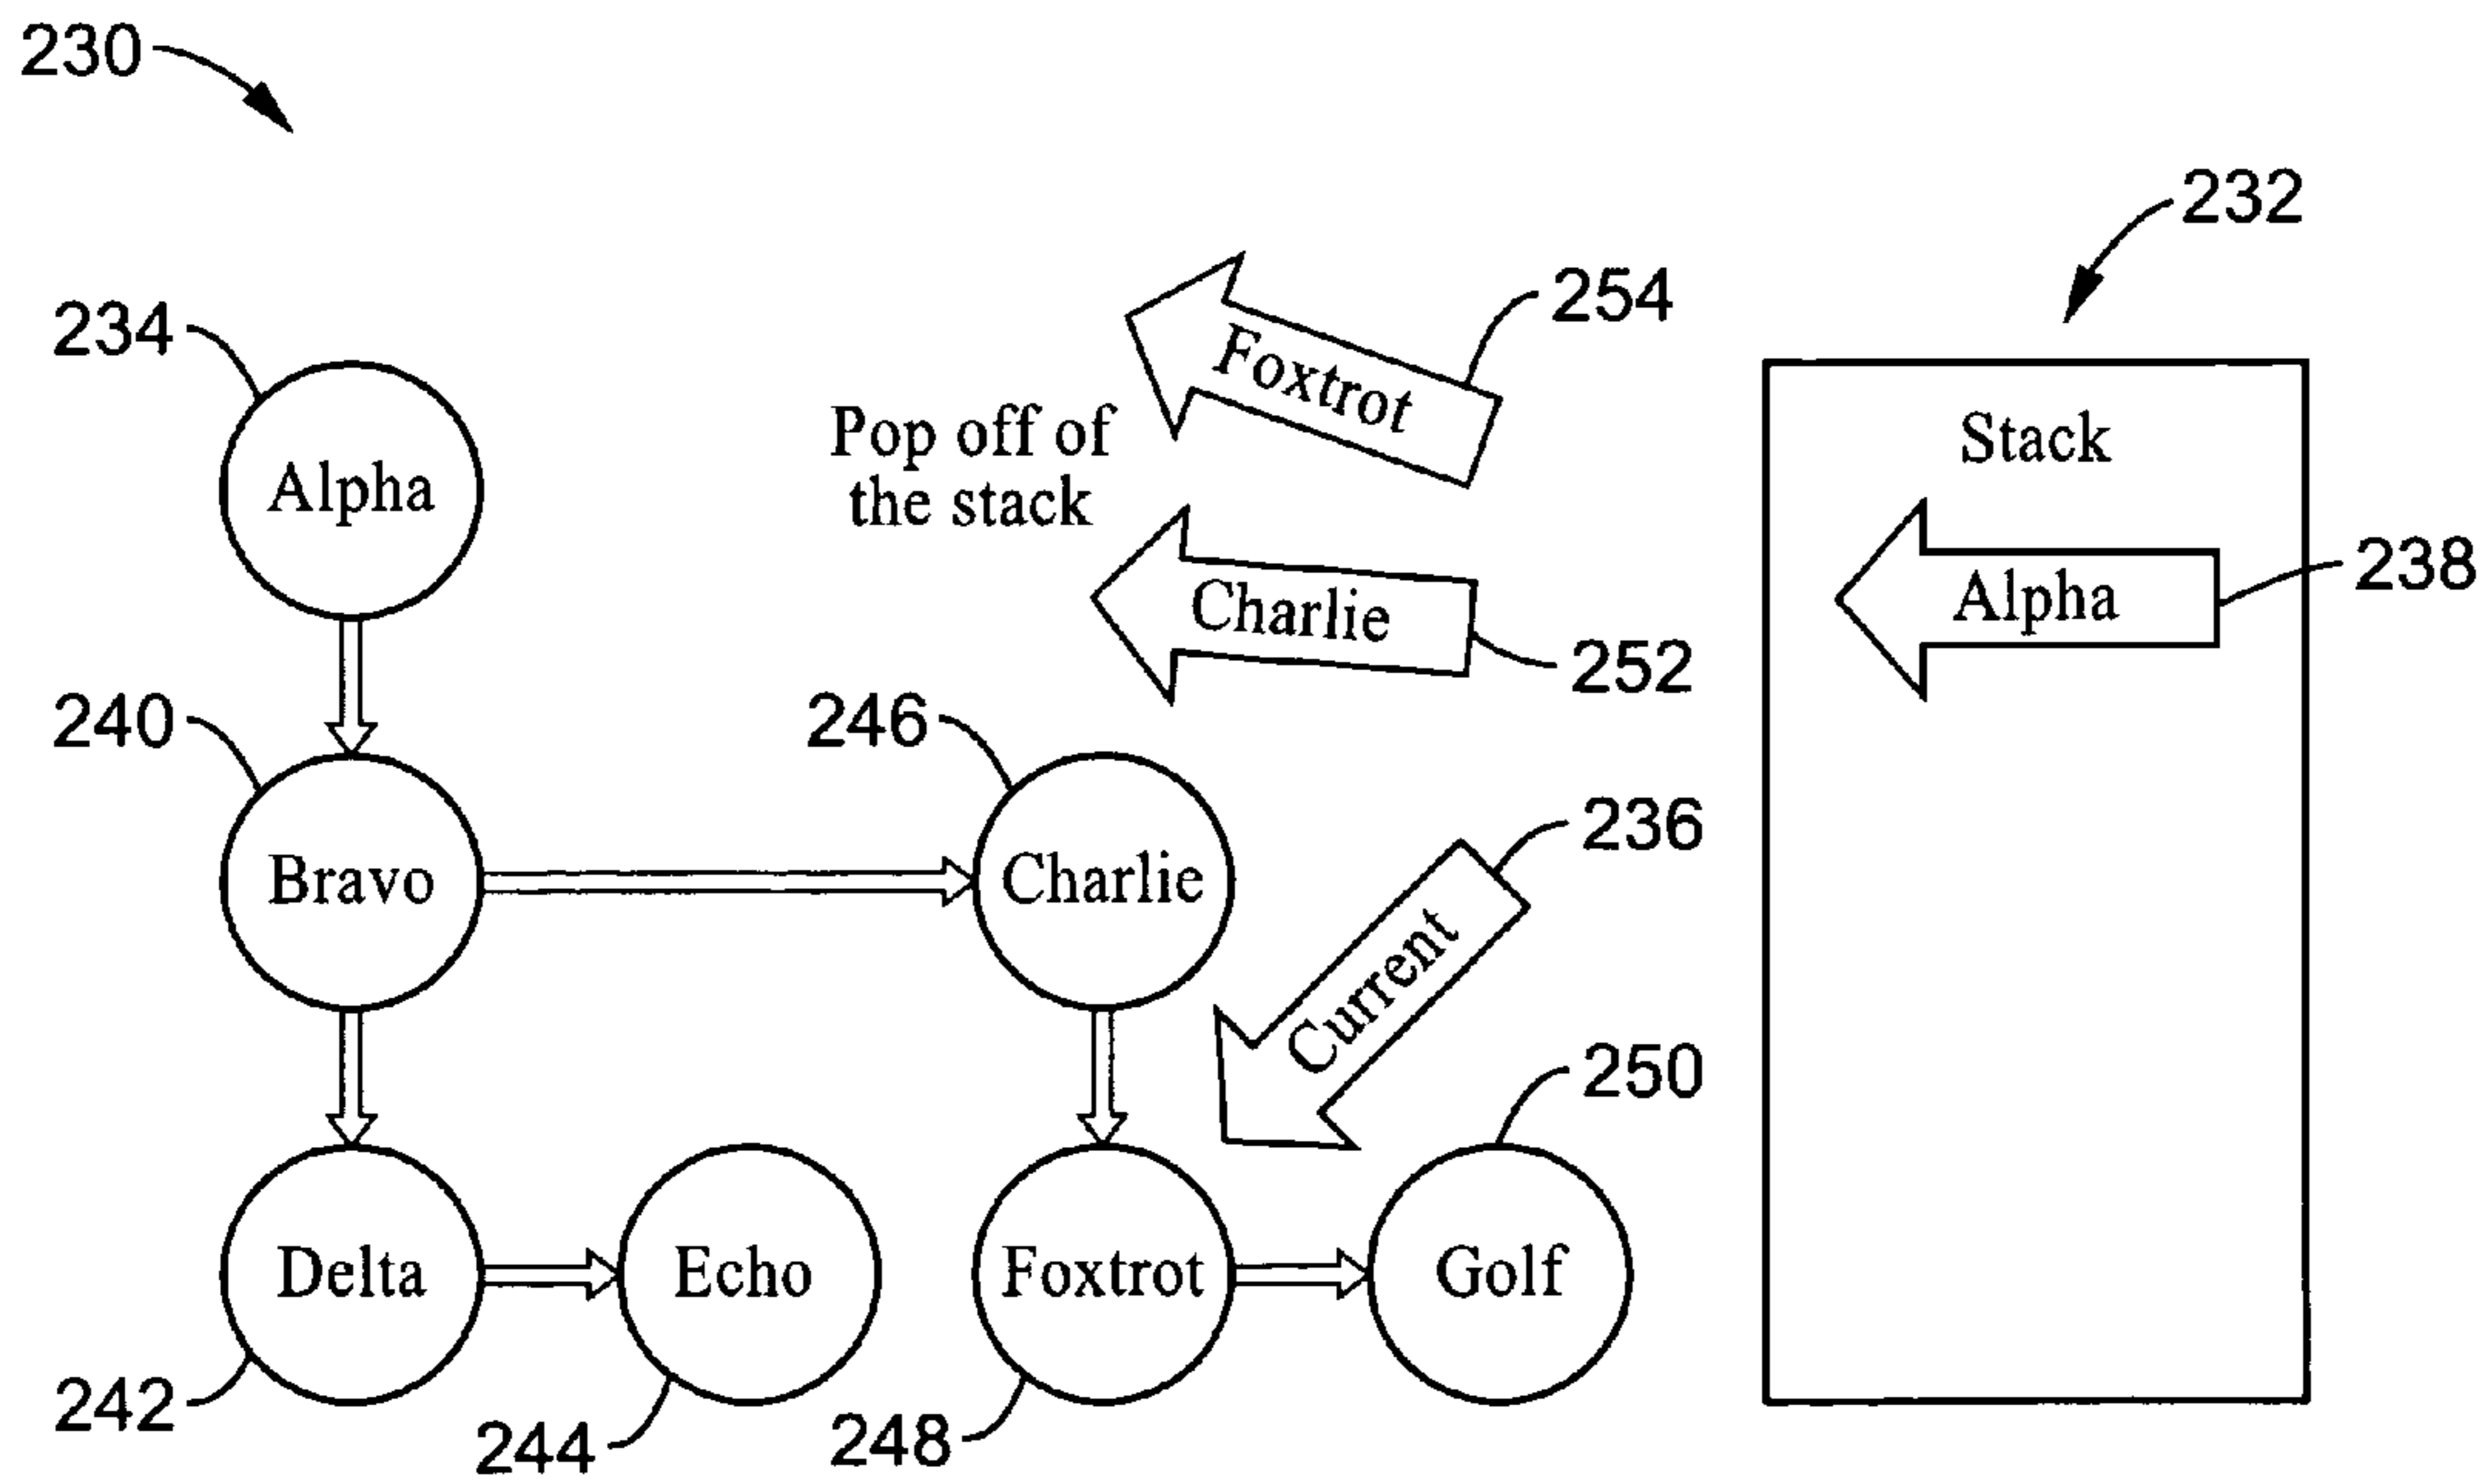 230
232
254
234
Foxtrot
Pop off of
the stack
Stack
Alpha
238
Charlie
Alpha
252
240
246
236
Bravo
Charlie
Current
250
Delta
Echo
Foxtrot
Golf
242
244
248